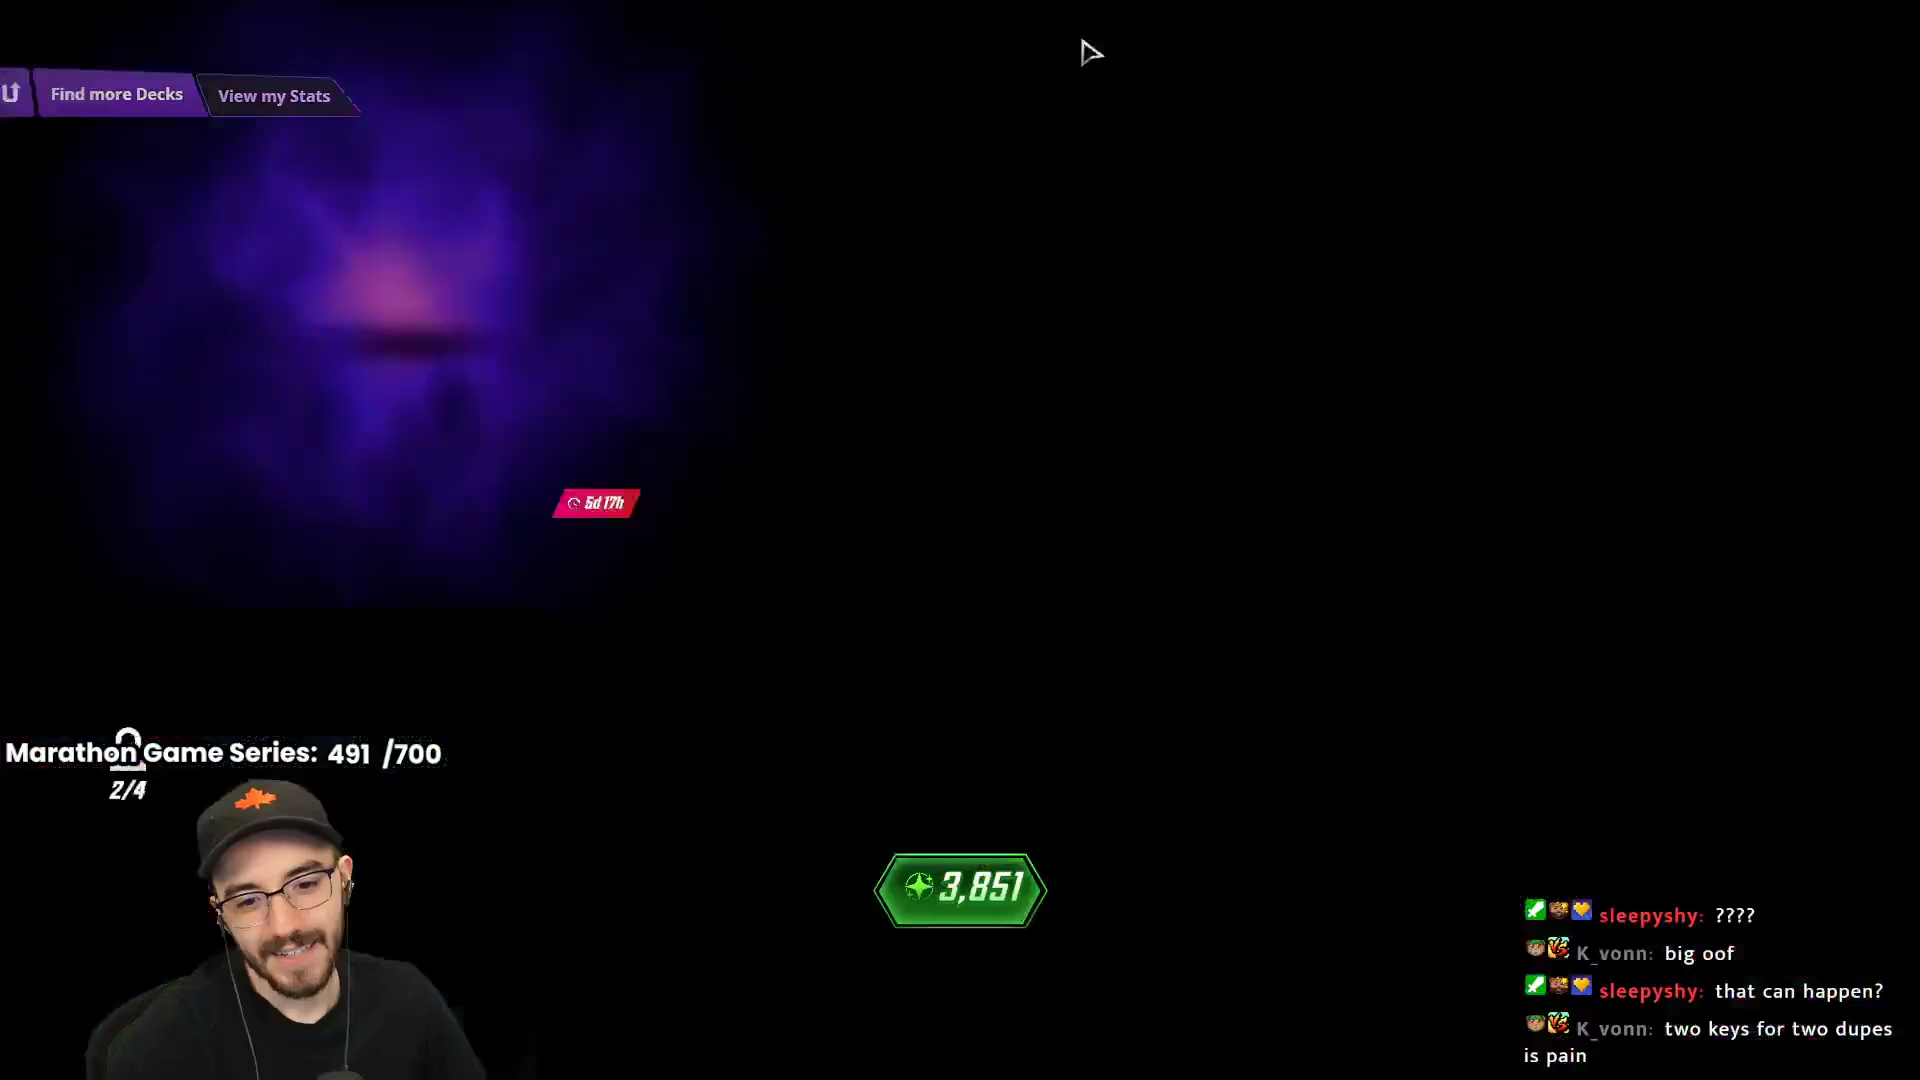 Find more Decks
View my Stats
5d 17h
Marathon Game Series: 491 /700
2/4
3,851
sleepyshy: ????
K_vonn: big oof
sleepyshy: that can happen?
K_vonn: two keys for two dupes
is pain